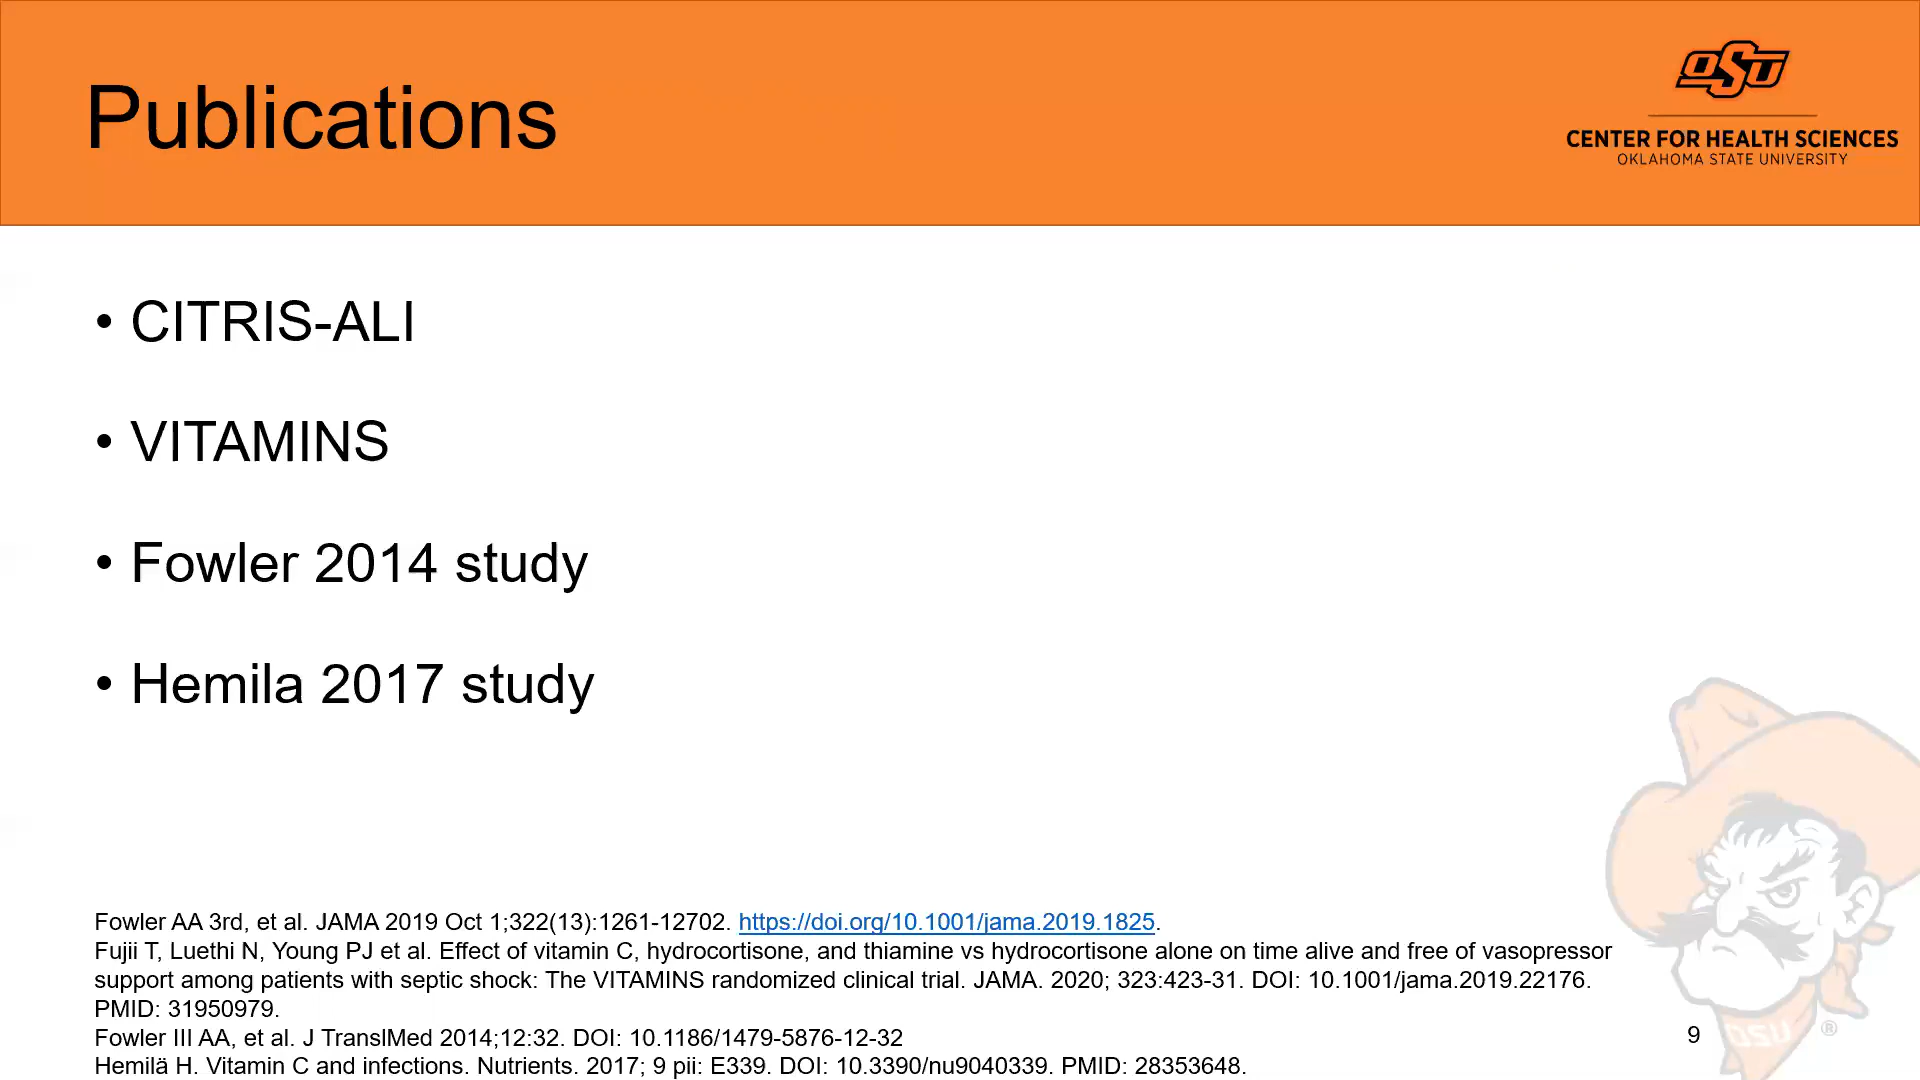 Publications
OSU
CENTER FOR HEALTH SCIENCES
OKLAHOMA STATE UNIVERSITY
• CITRIS-ALI
• VITAMINS
• Fowler 2014 study
• Hemila 2017 study
Fowler AA 3rd, et al. JAMA 2019 Oct 1;322(13):1261-12702. https://doi.org/10.1001/jama.2019.1825.
Fujii T, Luethi N, Young PJ et al. Effect of vitamin C, hydrocortisone, and thiamine vs hydrocortisone alone on time alive and free of vasopressor
support among patients with septic shock: The VITAMINS randomized clinical trial. JAMA. 2020; 323:423-31. DOI: 10.1001/jama.2019.22176.
PMID: 31950979.
Fowler III AA, et al. J TranslMed 2014;12:32. DOI: 10.1186/1479-5876-12-32
Hemilä H. Vitamin C and infections. Nutrients. 2017; 9 pii: E339. DOI: 10.3390/nu9040339. PMID: 28353648.
9
OSU ®